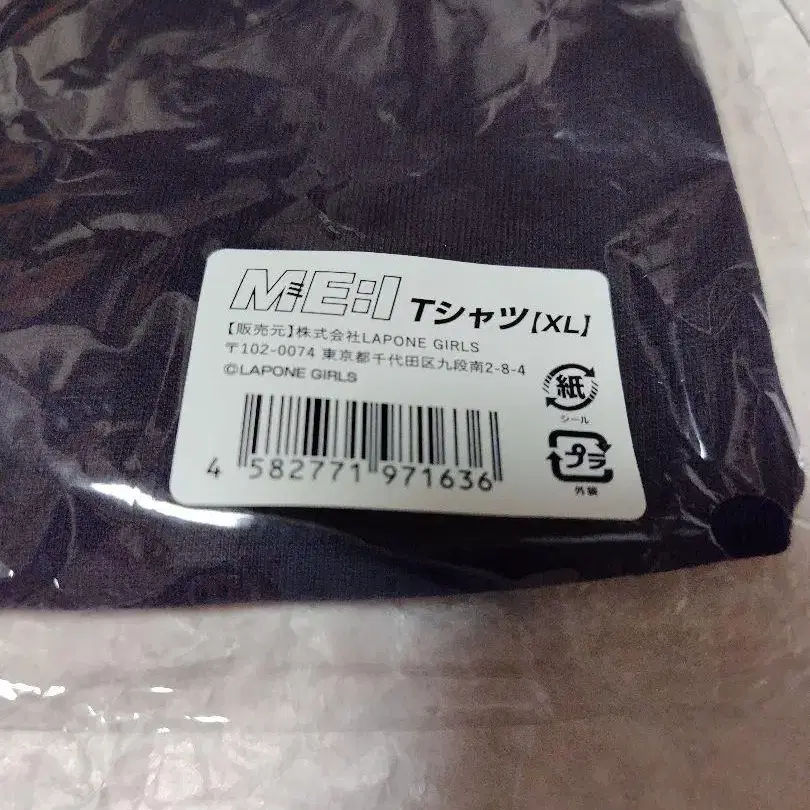 ME:I Tシャツ【XL】
【販売元】株式会社LAPONE GIRLS
〒102-0074 東京都千代田区九段南2-8-4
©LAPONE GIRLS
紙
シール
プラ
外装
4 582771 971636